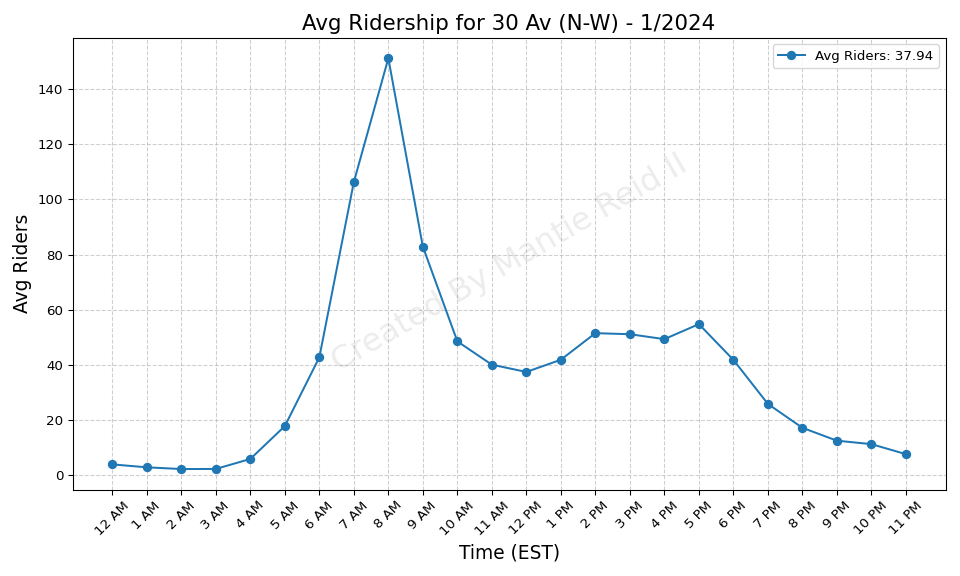 Avg Ridership for 30 Av (N-W) - 1/2024
Avg Riders: 37.94
140
120
100
80
60
40
20
0
Avg Riders
Created By Mantle Reid II
12 AM
1 AM
2 AM
3 AM
4 AM
5 AM
6 AM
7 AM
8 AM
9 AM
10 AM
11 AM
12 PM
1 PM
2 PM
3 PM
4 PM
5 PM
6 PM
7 PM
8 PM
9 PM
10 PM
11 PM
Time (EST)